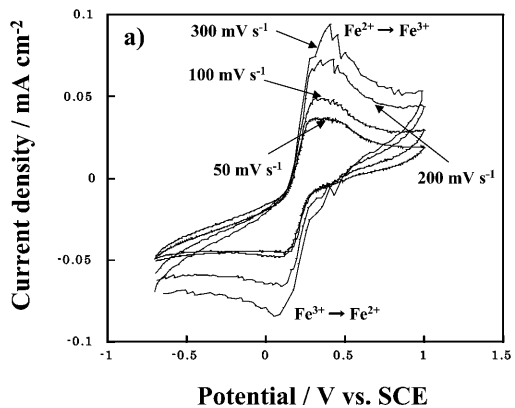 a)
300 mV s-1
Fe2+ → Fe3+
100 mV s-1
50 mV s-1
200 mV s-1
Fe3+ → Fe2+
0.1
0.05
0
-0.05
-0.1
-1
-0.5
0
0.5
1
1.5
Current density / mA cm-2
Potential / V vs. SCE